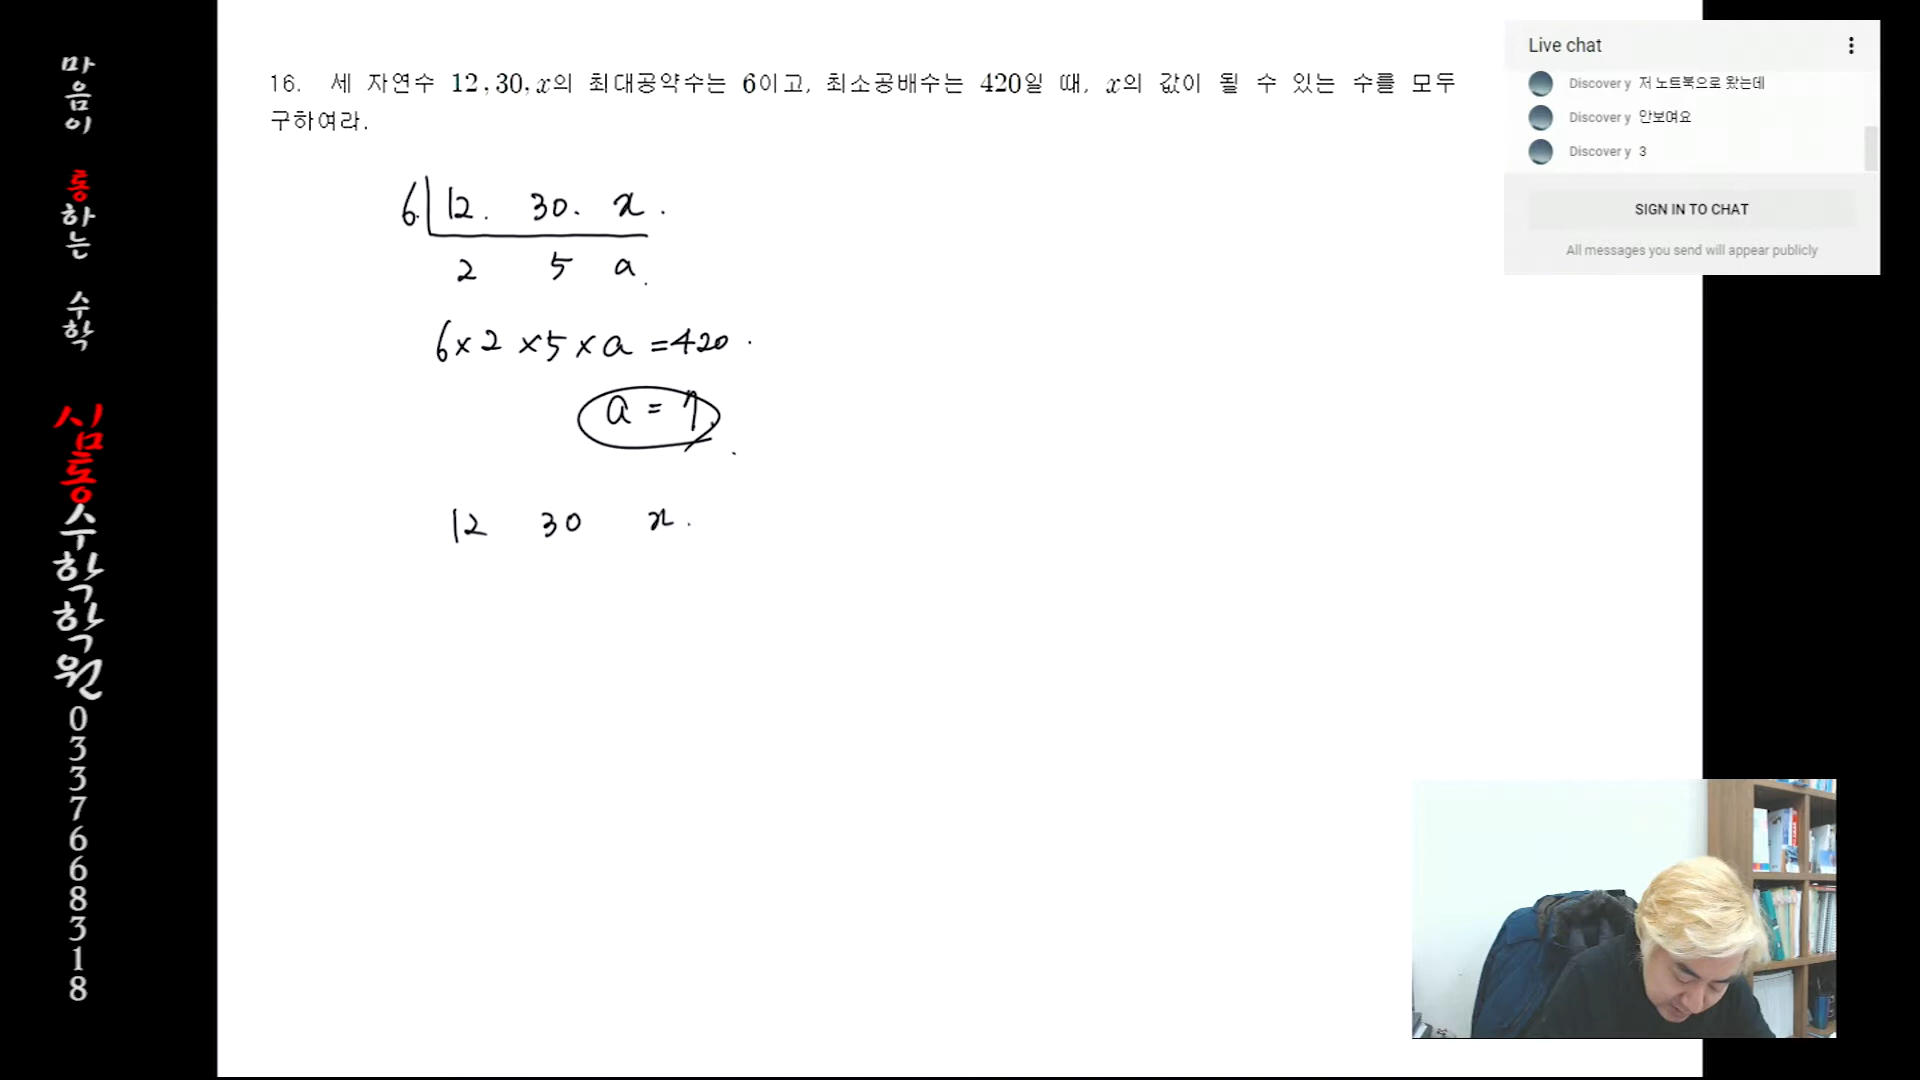 마음이 통하는 수학 심통수학학원 0337668318
16. 세 자연수 12, 30, x의 최대공약수는 6이고, 최소공배수는 420일 때, x의 값이 될 수 있는 수를 모두
구하여라.
6 12. 30. x.
2 5 a.
6×2×5×a=420.
a=7.
12 30 x.
Live chat
Discover y 저 노트북으로 왔는데
Discover y 안보여요
Discover y 3
SIGN IN TO CHAT
All messages you send will appear publicly